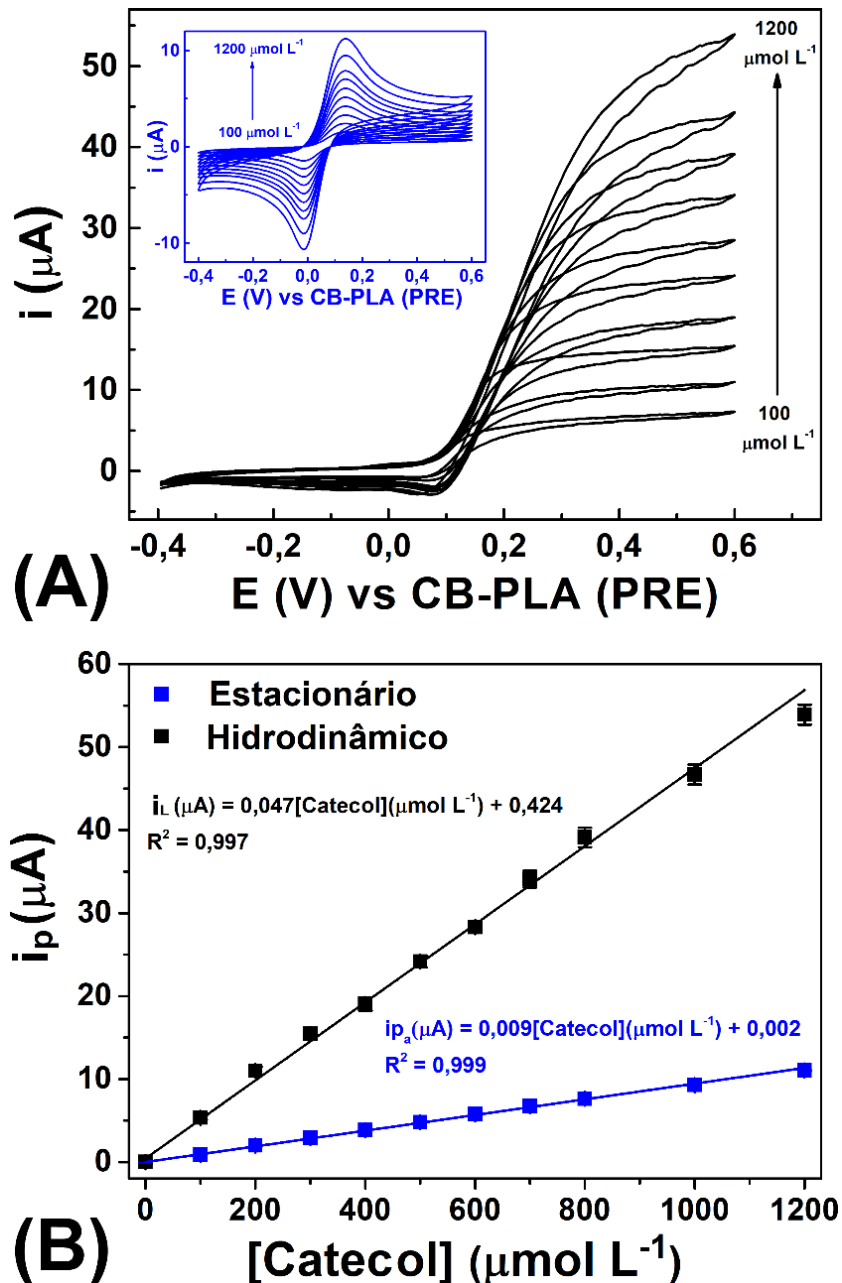 50
40
30
20
10
0
i (µA)
-0,4
-0,2
0,0
0,2
0,4
0,6
E (V) vs CB-PLA (PRE)
(A)
1200
µmol L⁻¹
100
µmol L⁻¹
10
0
-10
i (µA)
1200 µmol L⁻¹
100 µmol L⁻¹
-0,4
-0,2
0,0
0,2
0,4
0,6
E (V) vs CB-PLA (PRE)
60
50
40
30
20
10
0
iₚ(µA)
Estacionário
Hidrodinâmico
i_L(µA) = 0,047[Catecol](µmol L⁻¹) + 0,424
R² = 0,997
ipₐ(µA) = 0,009[Catecol](µmol L⁻¹) + 0,002
R² = 0,999
0
200
400
600
800
1000
1200
[Catecol] (µmol L⁻¹)
(B)